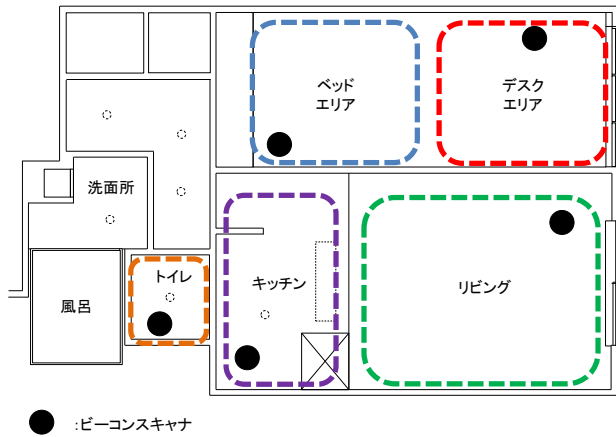 ベッド
エリア
デスク
エリア
洗面所
トイレ
キッチン
リビング
風呂
:ビーコンスキャナ